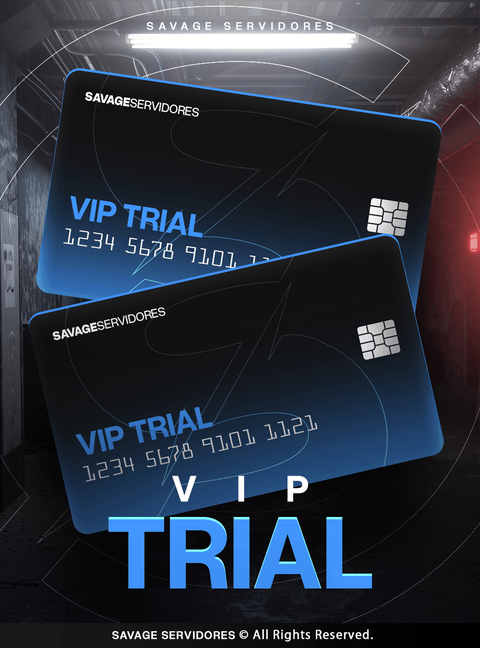 SAVAGE SERVIDORES
SAVAGESERVIDORES
VIP TRIAL
1234 5678 9101
SAVAGESERVIDORES
VIP TRIAL
1234 5678 9101 1121
VIP
TRIAL
SAVAGE SERVIDORES © All Rights Reserved.